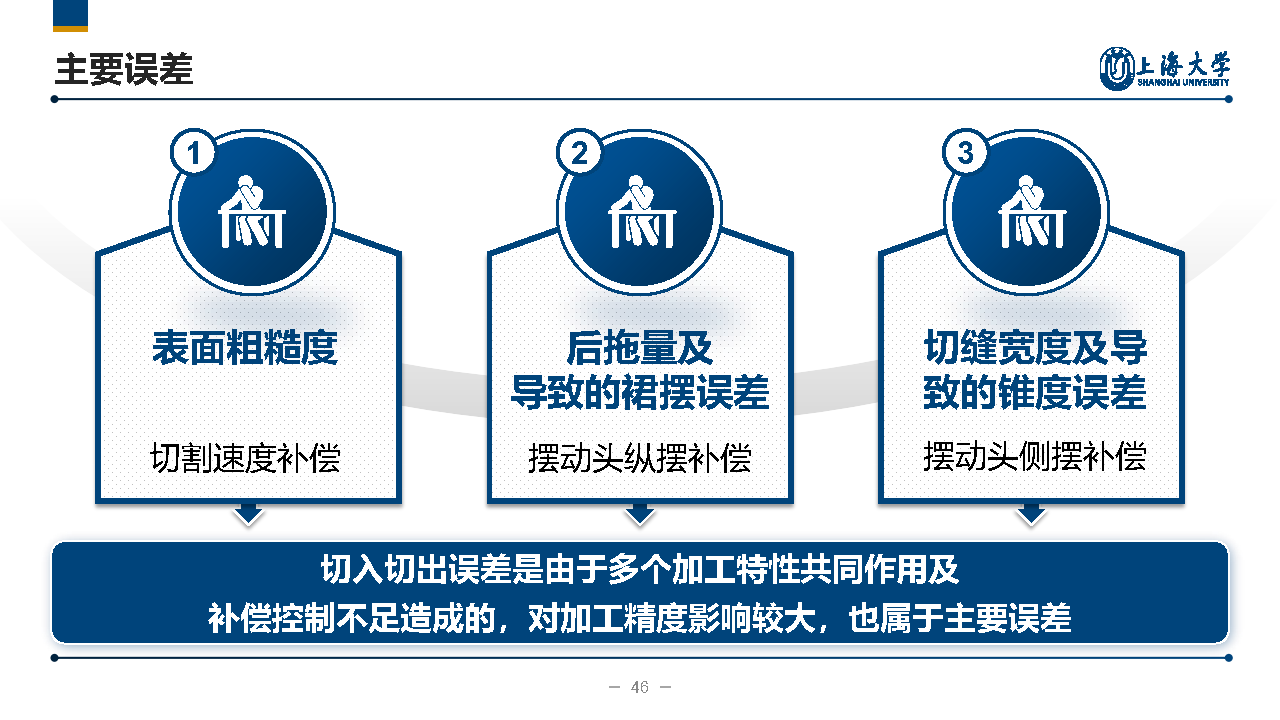 主要误差
上海大学
SHANGHAI UNIVERSITY
1
表面粗糙度
切割速度补偿
2
后拖量及
导致的裙摆误差
摆动头纵摆补偿
3
切缝宽度及导
致的锥度误差
摆动头侧摆补偿
切入切出误差是由于多个加工特性共同作用及
补偿控制不足造成的，对加工精度影响较大，也属于主要误差
— 46 —